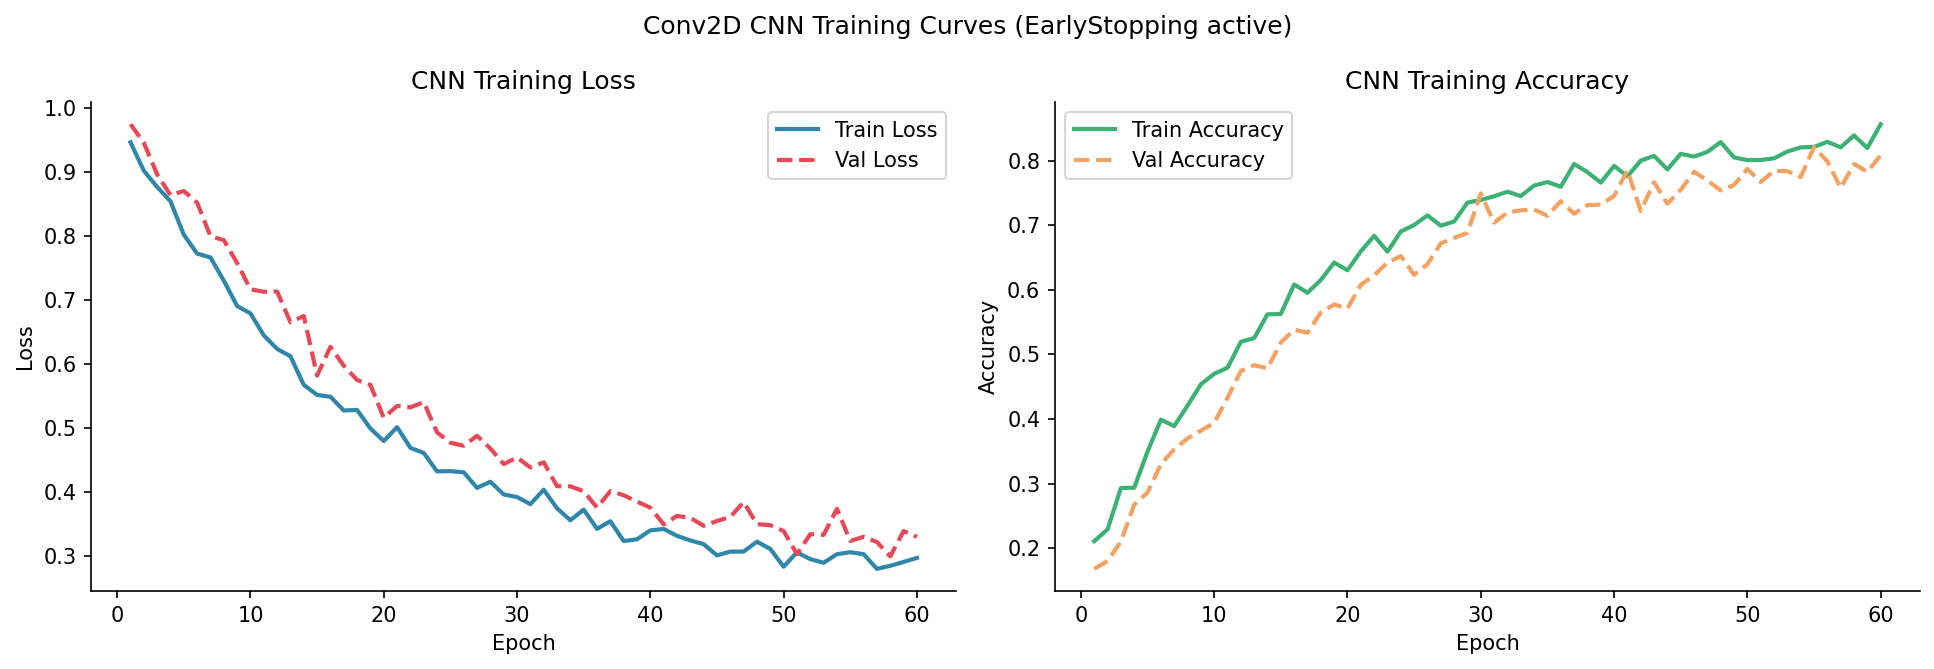 Conv2D CNN Training Curves (EarlyStopping active)
CNN Training Loss
1.0
0.9
0.8
0.7
0.6
0.5
0.4
0.3
Loss
0
10
20
30
40
50
60
Epoch
Train Loss
Val Loss
CNN Training Accuracy
0.8
0.7
0.6
0.5
0.4
0.3
0.2
Accuracy
0
10
20
30
40
50
60
Epoch
Train Accuracy
Val Accuracy